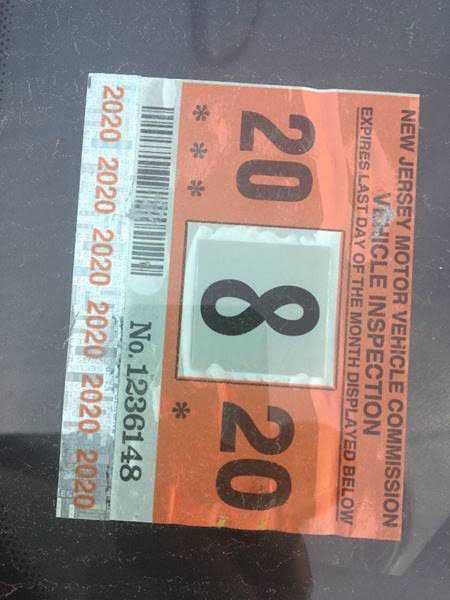 NEW JERSEY MOTOR VEHICLE COMMISSION
VEHICLE INSPECTION
EXPIRES LAST DAY OF THE MONTH DISPLAYED BELOW
20 8 20
* * * *
No. 1236148
2020 2020 2020 2020 2020 2020